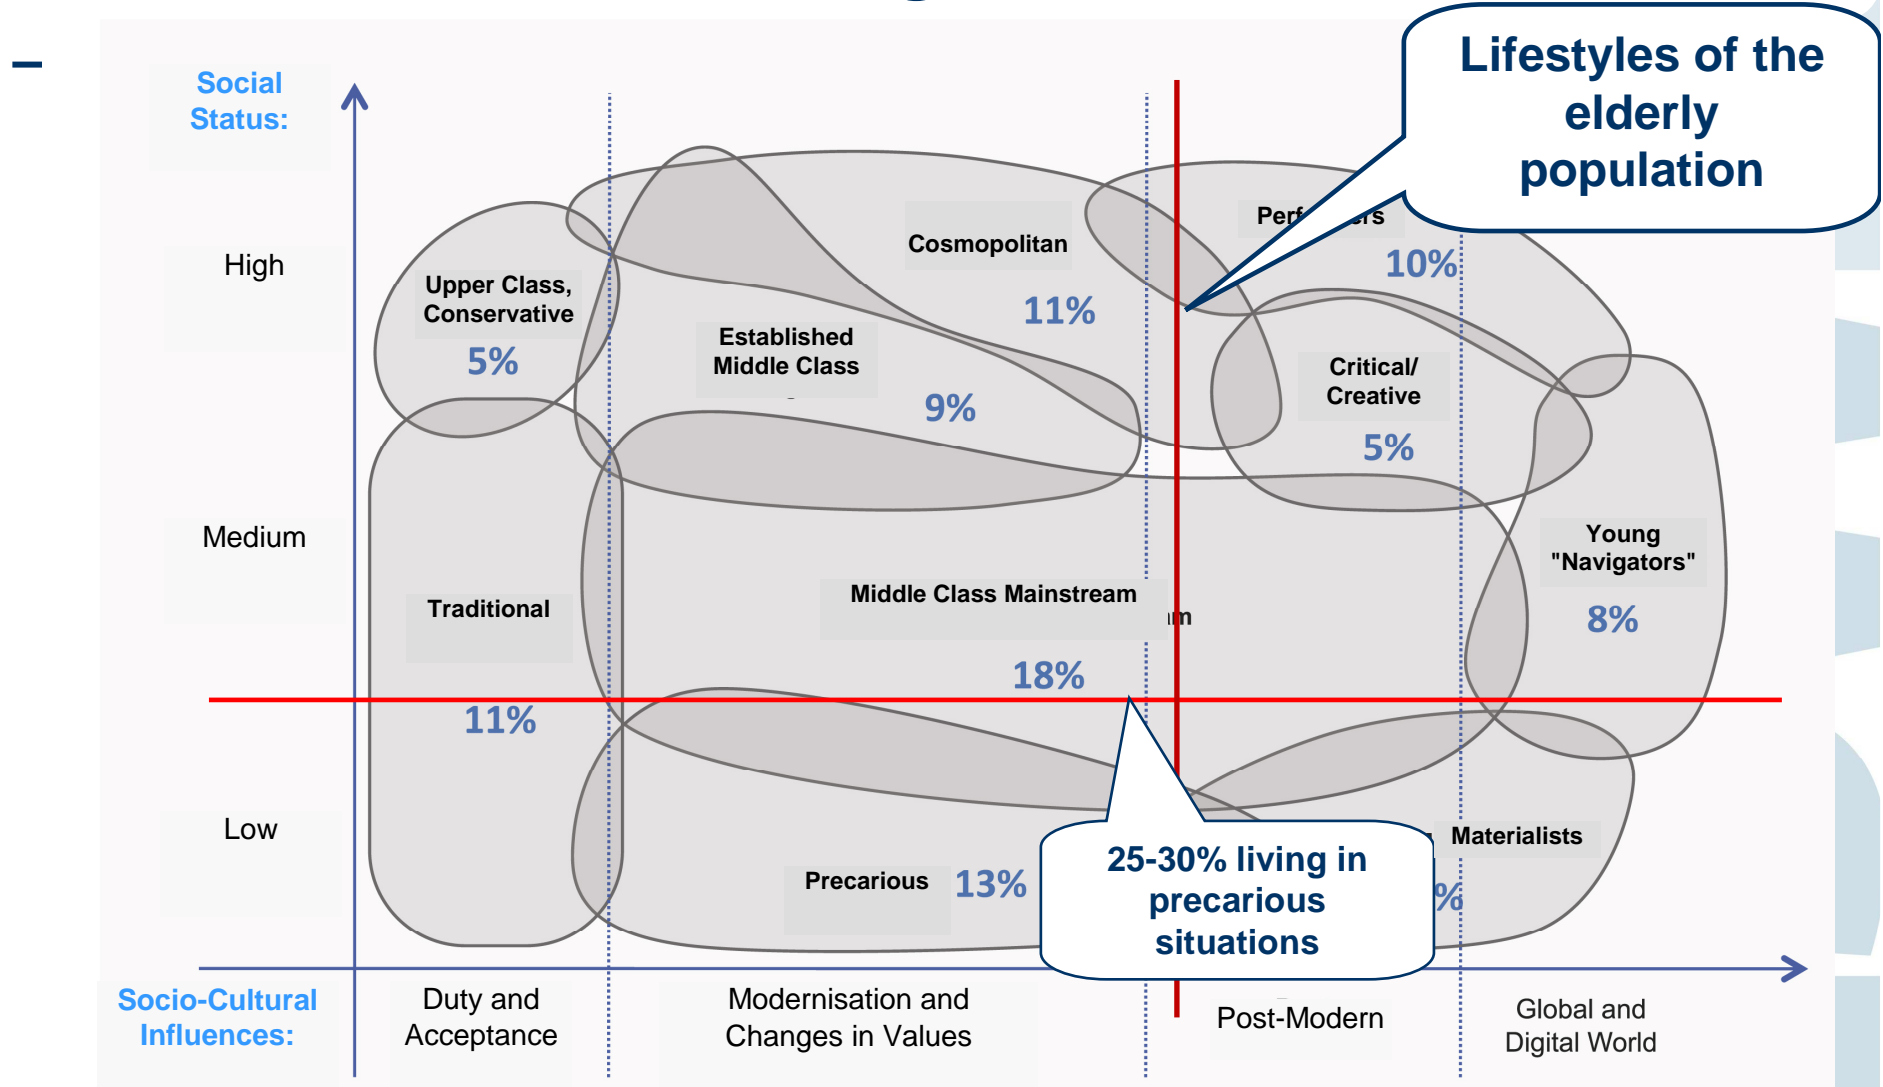 –
Lifestyles of the
elderly
population
Social
Status:
High
Medium
Low
Cosmopolitan
11%
10%
Upper Class,
Conservative
5%
Established
Middle Class
9%
Critical/
Creative
5%
Young
"Navigators"
8%
Traditional
11%
Middle Class Mainstream
18%
Precarious
13%
25-30% living in
precarious
situations
Materialists
%
Socio-Cultural
Influences:
Duty and
Acceptance
Modernisation and
Changes in Values
Post-Modern
Global and
Digital World